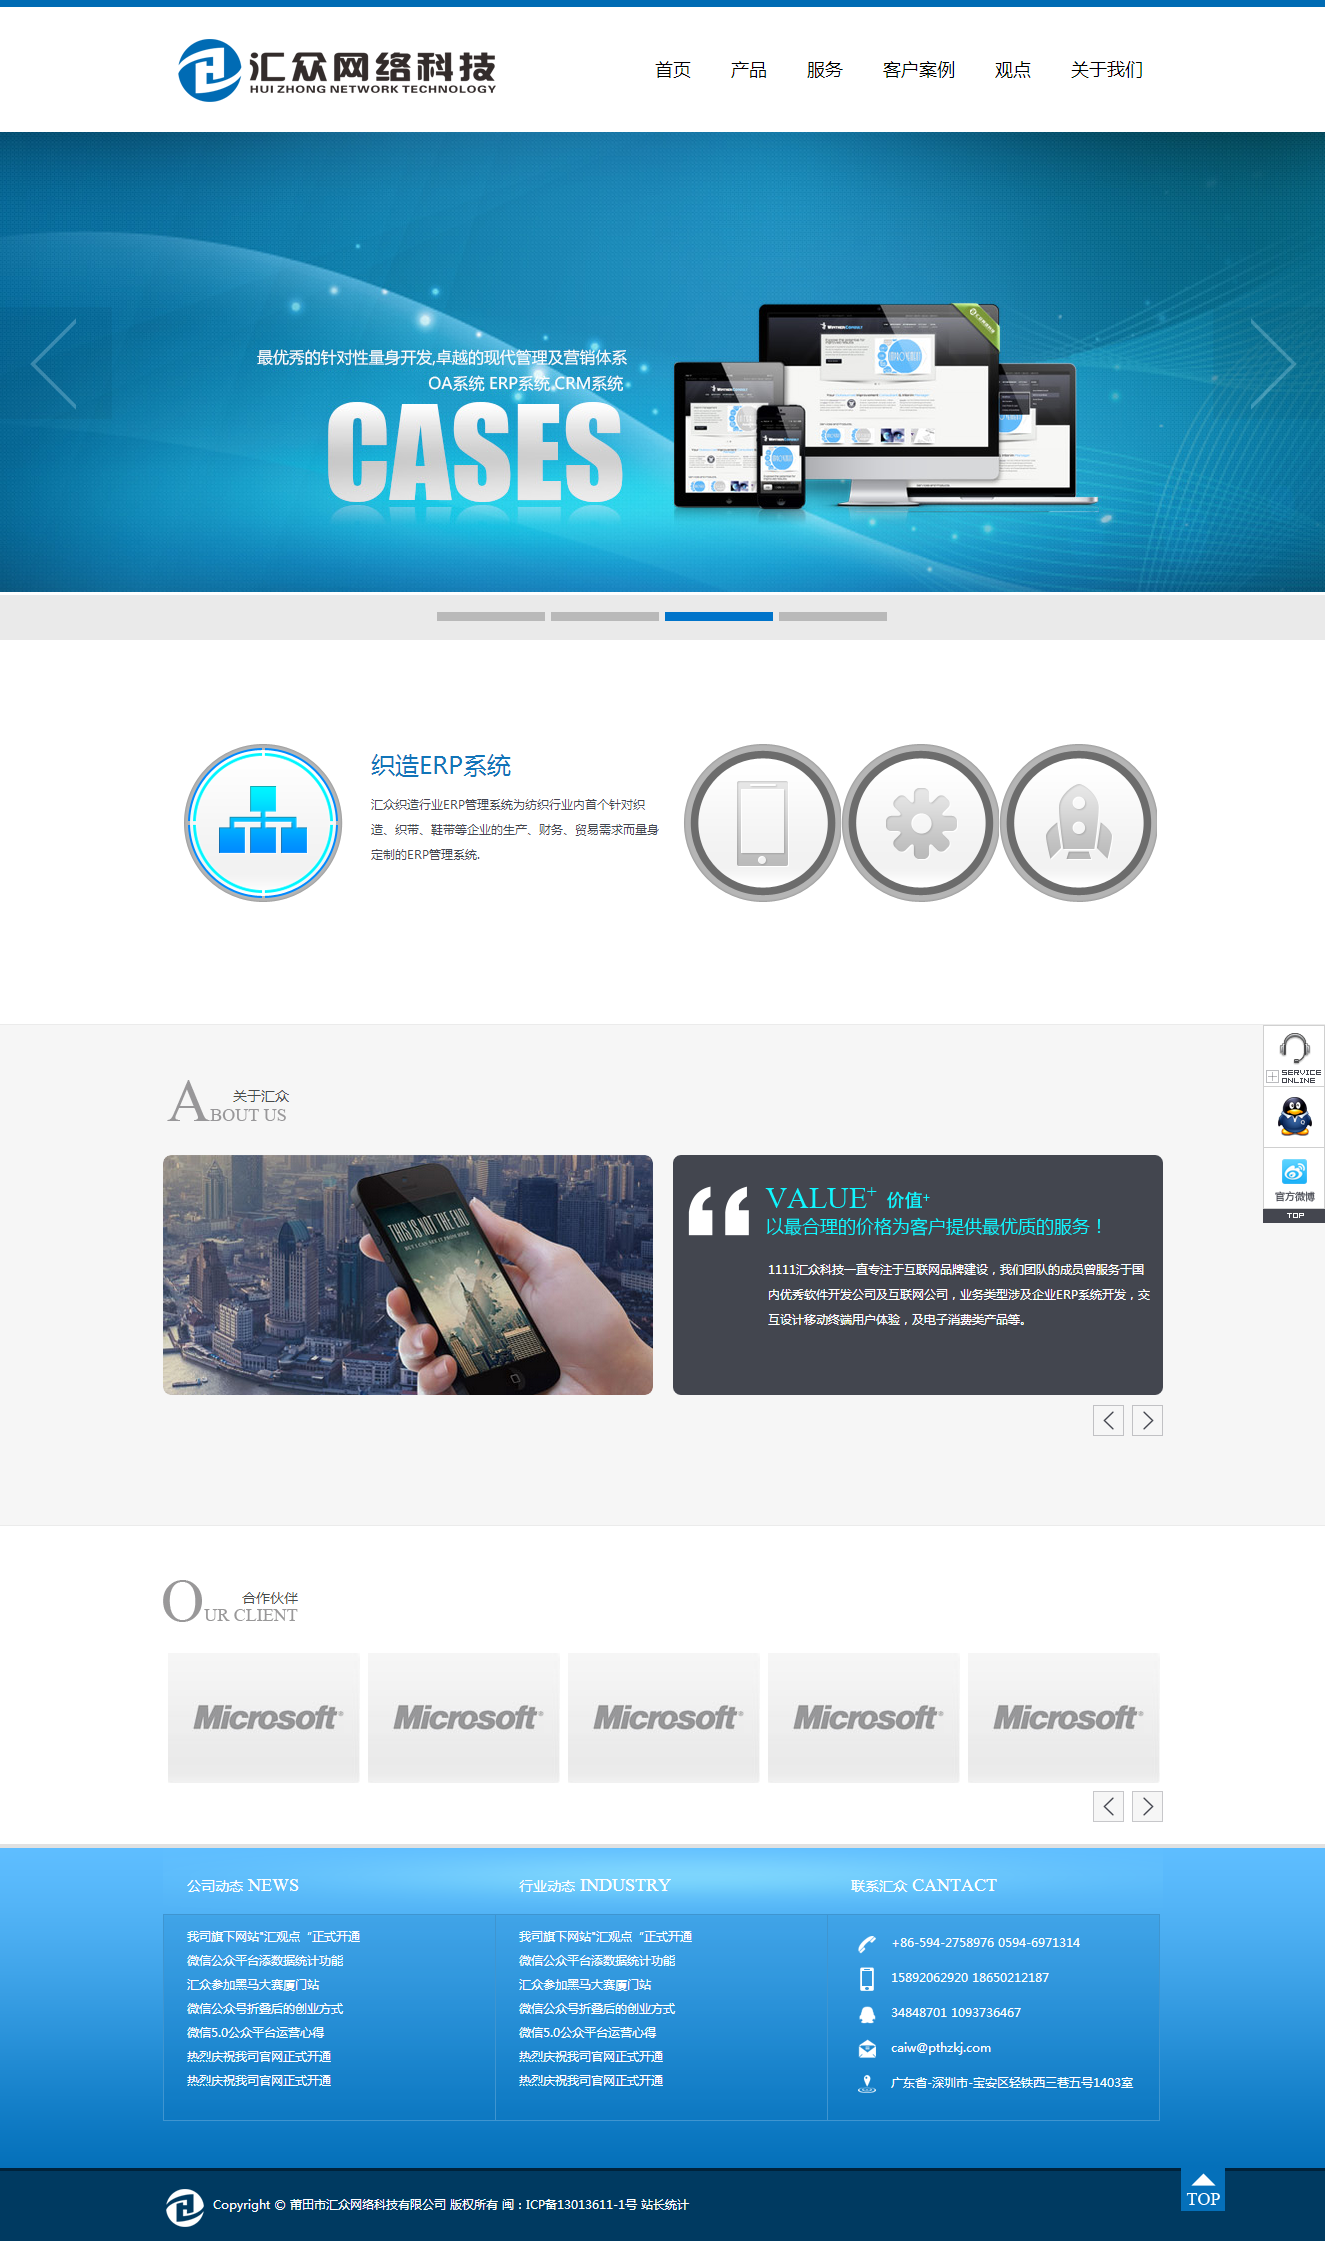 汇众网络科技
HUI ZHONG NETWORK TECHNOLOGY
首页 产品 服务 客户案例 观点 关于我们
最优秀的针对性量身开发,卓越的现代管理及营销体系
OA系统 ERP系统,CRM系统
CASES
织造ERP系统
汇众织造行业ERP管理系统为纺织行业内首个针对织
造、织带、鞋带等企业的生产、财务、贸易需求而量身
定制的ERP管理系统.
SERVICE
ONLINE
官方微博
TOP
关于汇众
ABOUT US
THIS IS NOT THE END
BUT I CAN SEE IT FROM HERE
VALUE+ 价值+
以最合理的价格为客户提供最优质的服务！
1111汇众科技一直专注于互联网品牌建设，我们团队的成员曾服务于国
内优秀软件开发公司及互联网公司，业务类型涉及企业ERP系统开发，交
互设计移动终端用户体验，及电子消费类产品等。
合作伙伴
OUR CLIENT
Microsoft® Microsoft® Microsoft® Microsoft® Microsoft®
公司动态 NEWS
我司旗下网站"汇观点“正式开通
微信公众平台添数据统计功能
汇众参加黑马大赛厦门站
微信公众号折叠后的创业方式
微信5.0公众平台运营心得
热烈庆祝我司官网正式开通
热烈庆祝我司官网正式开通
行业动态 INDUSTRY
我司旗下网站"汇观点“正式开通
微信公众平台添数据统计功能
汇众参加黑马大赛厦门站
微信公众号折叠后的创业方式
微信5.0公众平台运营心得
热烈庆祝我司官网正式开通
热烈庆祝我司官网正式开通
联系汇众 CANTACT
+86-594-2758976 0594-6971314
15892062920 18650212187
34848701 1093736467
caiw@pthzkj.com
广东省-深圳市-宝安区轻铁西三巷五号1403室
Copyright © 莆田市汇众网络科技有限公司 版权所有 闽：ICP备13013611-1号 站长统计
TOP